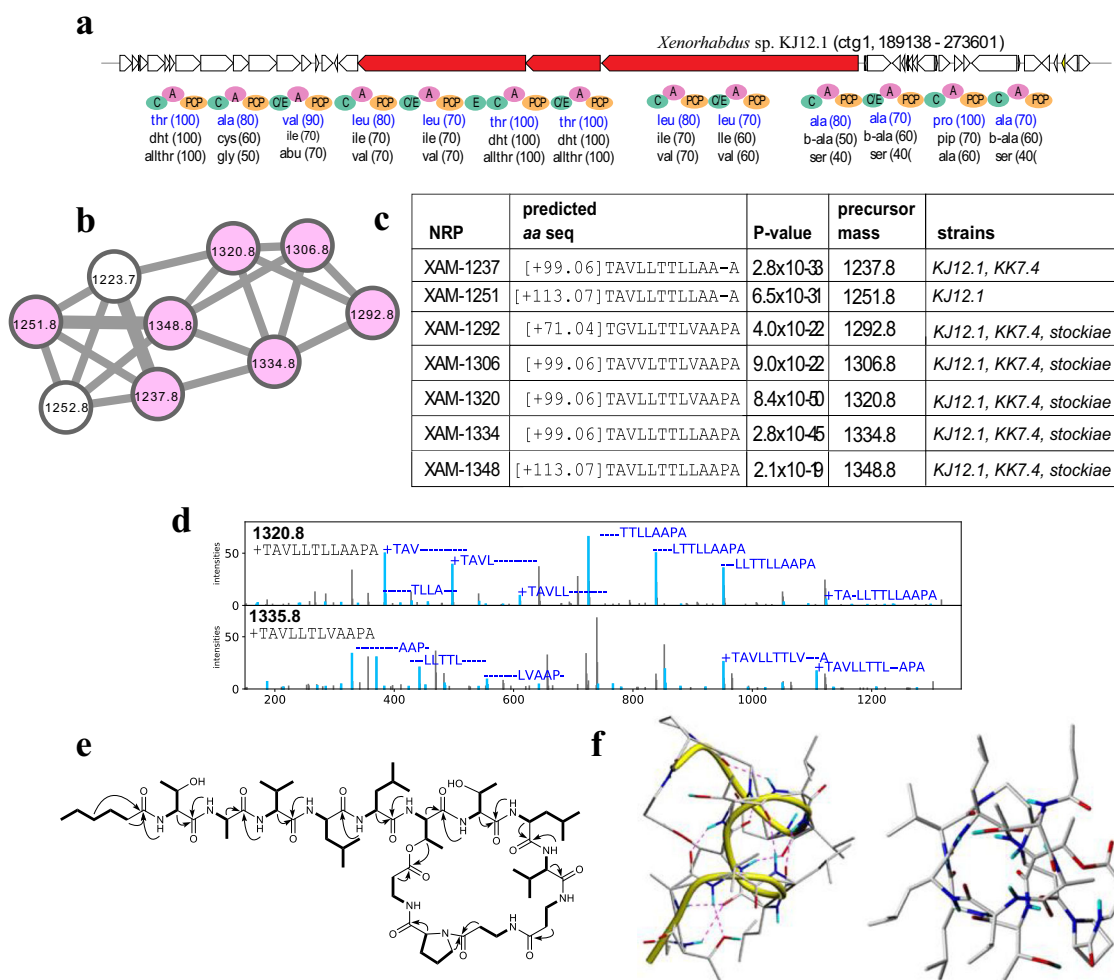 a
Xenorhabdus sp. KJ12.1 (ctg1, 189138 - 273601)
C A PCP C A PCP C/E A PCP C A PCP C/E A PCP E C A PCP C/E A PCP C A PCP C/E A PCP C A PCP C/E A PCP C A PCP C A PCP
thr (100) ala (80) val (90) leu (80) leu (70) thr (100) thr (100) leu (80) leu (70) ala (80) ala (70) pro (100) ala (70)
dht (100) cys (60) ile (70) ile (70) ile (70) dht (100) dht (100) ile (70) Ile (70) b-ala (50) b-ala (60) pip (70) b-ala (60)
allthr (100) gly (50) abu (70) val (70) val (70) allthr (100) allthr (100) val (70) val (60) ser (40) ser (40( ala (60) ser (40(
b
1320.8
1306.8
1223.7
1251.8
1348.8
1292.8
1334.8
1237.8
1252.8
c
NRP predicted aa seq P-value precursor mass strains
XAM-1237 [+99.06]TAVLLTTLLAA-A 2.8x10-33 1237.8 KJ12.1, KK7.4
XAM-1251 [+113.07]TAVLLTTLLAA-A 6.5x10-31 1251.8 KJ12.1
XAM-1292 [+71.04]TGVLLTTLVAAPA 4.0x10-22 1292.8 KJ12.1, KK7.4, stockiae
XAM-1306 [+99.06]TAVLLTTLVAAPA 9.0x10-22 1306.8 KJ12.1, KK7.4, stockiae
XAM-1320 [+99.06]TAVLLTTLVAAPA 8.4x10-50 1320.8 KJ12.1, KK7.4, stockiae
XAM-1334 [+99.06]TAVLLTTLLAAPA 2.8x10-45 1334.8 KJ12.1, KK7.4, stockiae
XAM-1348 [+113.07]TAVLLTTLLAAPA 2.1x10-19 1348.8 KJ12.1, KK7.4, stockiae
d
1320.8
+TAVLLTLLAAPA
intensities
50
0
+TAV--------
---TLLA----
+TAVL--------
+TAVLL-------
----TTLLAAPA
--LTTLLAAPA
--LLTTLLAAPA
+TA-LLTTLLAAPA
1335.8
+TAVLLTLVAAPA
intensities
50
0
--------AAP-
--LLTTL-----
--------LVAAP-
+TAVLLTTLV---A
+TAVLLTTL-APA
200 400 600 800 1000 1200
e
OH
O
N
H
HO
HN
NH
f